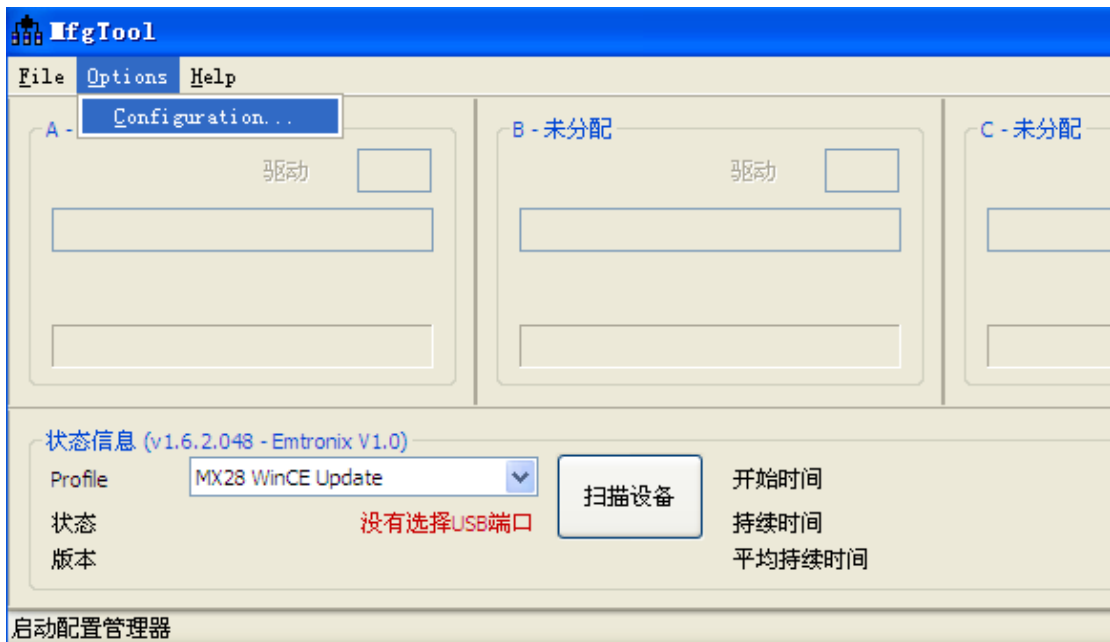 MfgTool
File Options Help
Configuration...
A -
B - 未分配
C - 未分配
驱动
驱动
状态信息 (v1.6.2.048 - Emtronix V1.0)
Profile MX28 WinCE Update 扫描设备 开始时间
状态 没有选择USB端口 持续时间
版本 平均持续时间
启动配置管理器